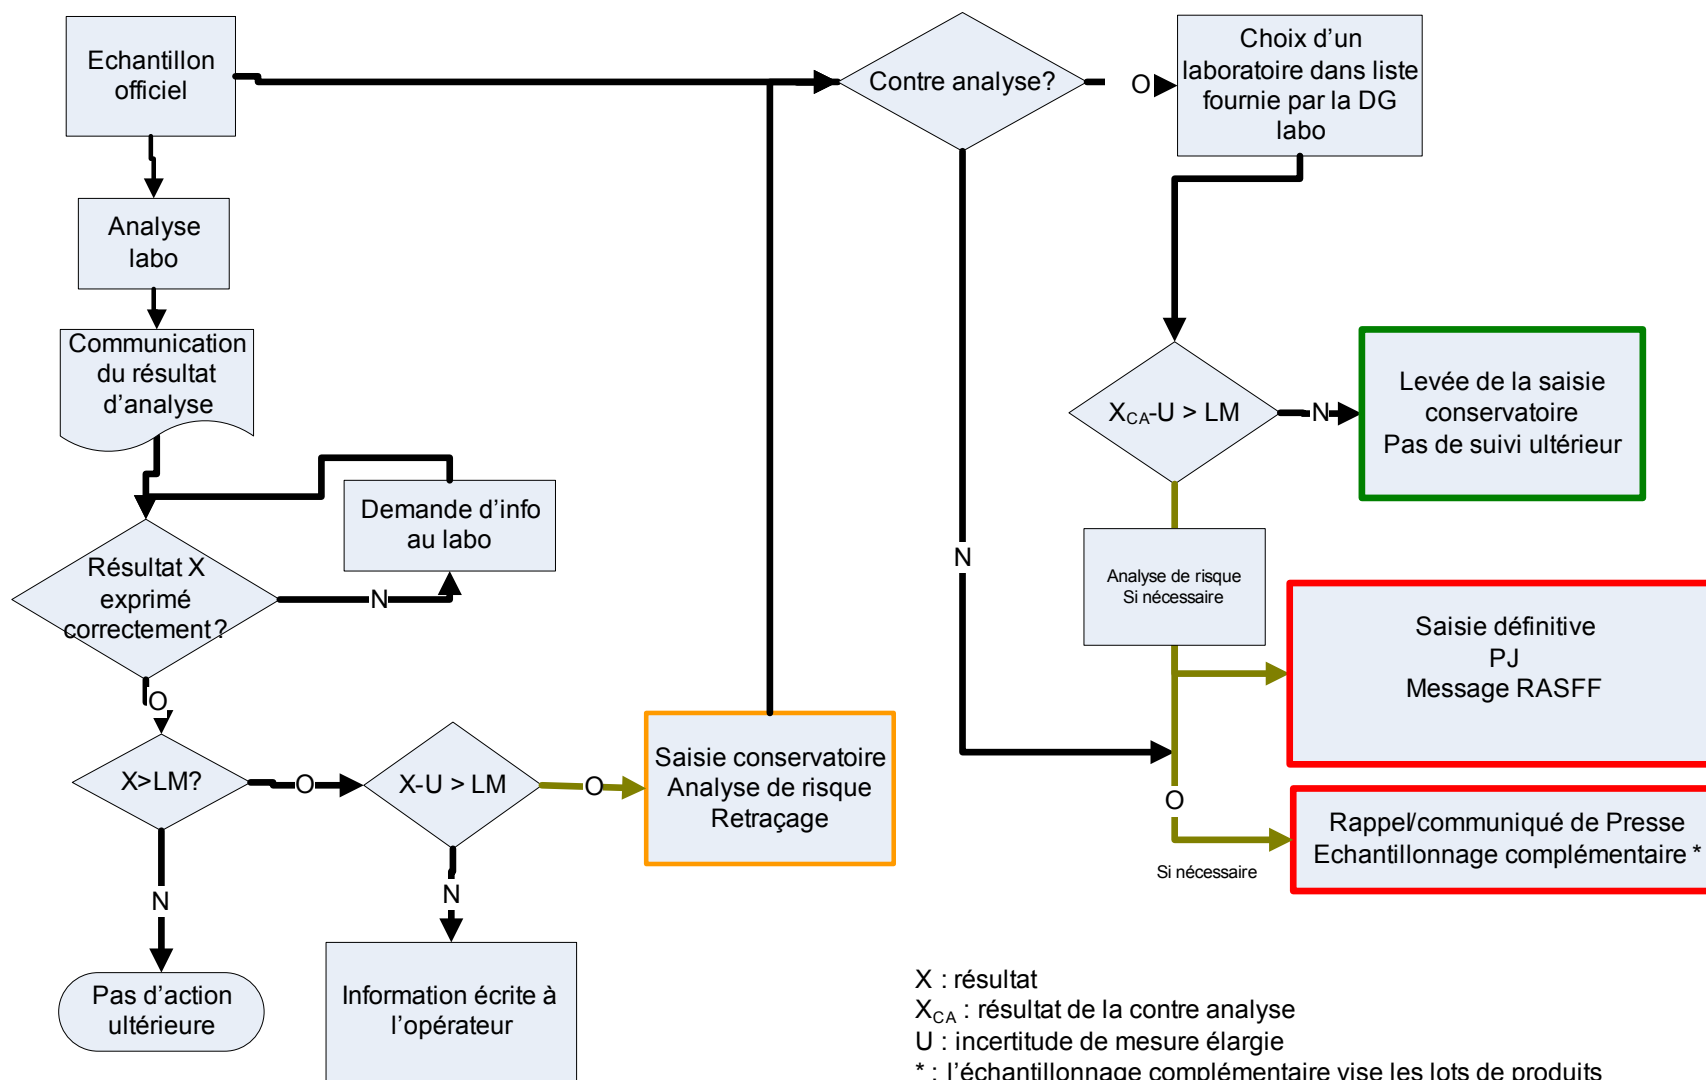 Echantillon
officiel
Analyse
labo
Communication
du résultat
d'analyse
Demande d'info
au labo
Résultat X
exprimé
correctement ?
N
O
X>LM?
O
X-U > LM
O
Saisie conservatoire
Analyse de risque
Retraçage
N
N
Pas d'action
ultérieure
Information écrite à
l'opérateur
Contre analyse?
O
Choix d'un
laboratoire dans liste
fournie par la DG
labo
X_CA-U > LM
N
Levée de la saisie
conservatoire
Pas de suivi ultérieur
N
Analyse de risque
Si nécessaire
Saisie définitive
PJ
Message RASFF
O
Si nécessaire
Rappel/communiqué de Presse
Echantillonnage complémentaire *
X : résultat
X_CA : résultat de la contre analyse
U : incertitude de mesure élargie
* : l'échantillonnage complémentaire vise les lots de produits